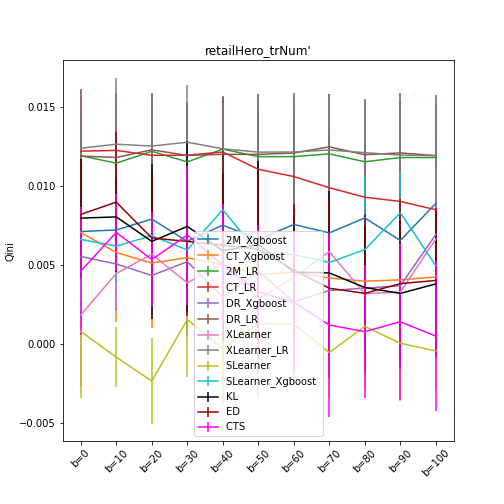 retailHero_trNum'
Qini
0.015
0.010
0.005
0.000
−0.005
2M_Xgboost
CT_Xgboost
2M_LR
CT_LR
DR_Xgboost
DR_LR
XLearner
XLearner_LR
SLearner
SLearner_Xgboost
KL
ED
CTS
b=0
b=10
b=20
b=30
b=40
b=50
b=60
b=70
b=80
b=90
b=100